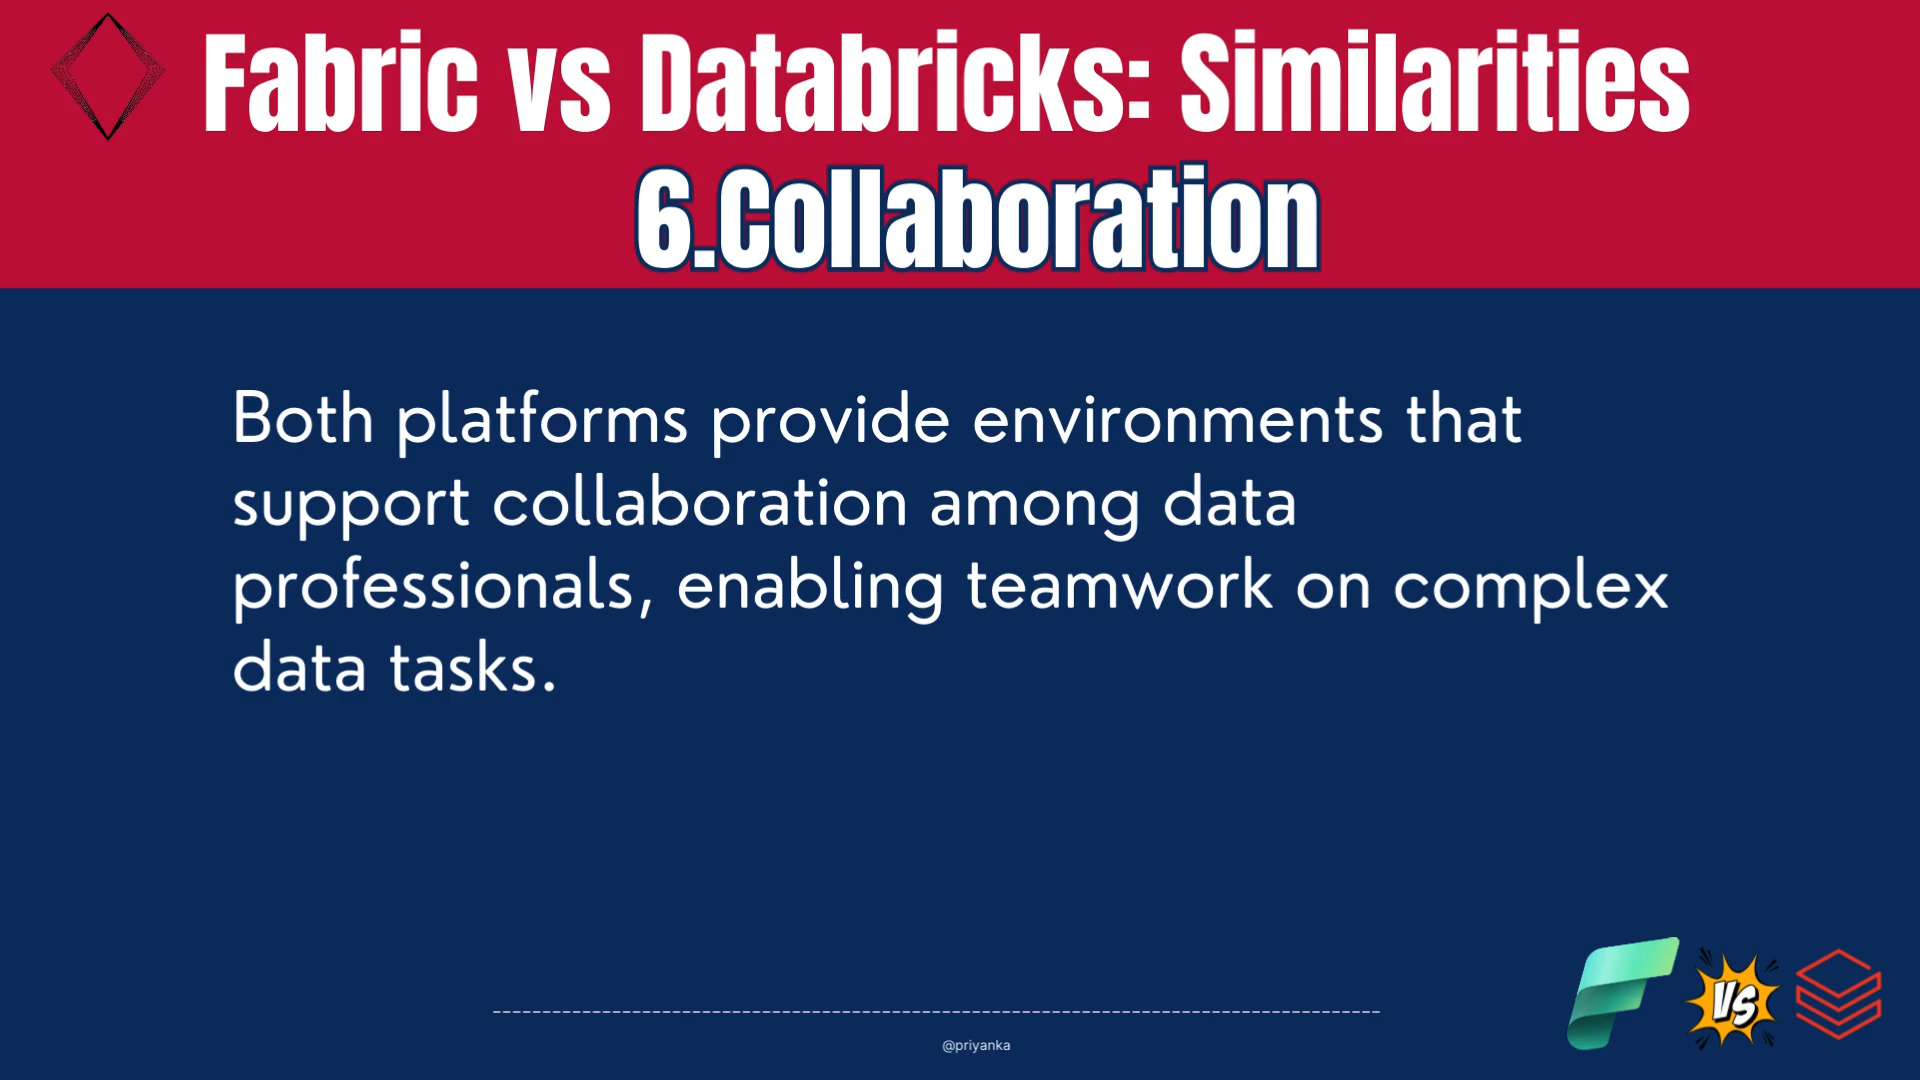 Fabric vs Databricks: Similarities
6.Collaboration
Both platforms provide environments that
support collaboration among data
professionals, enabling teamwork on complex
data tasks.
VS
@priyanka